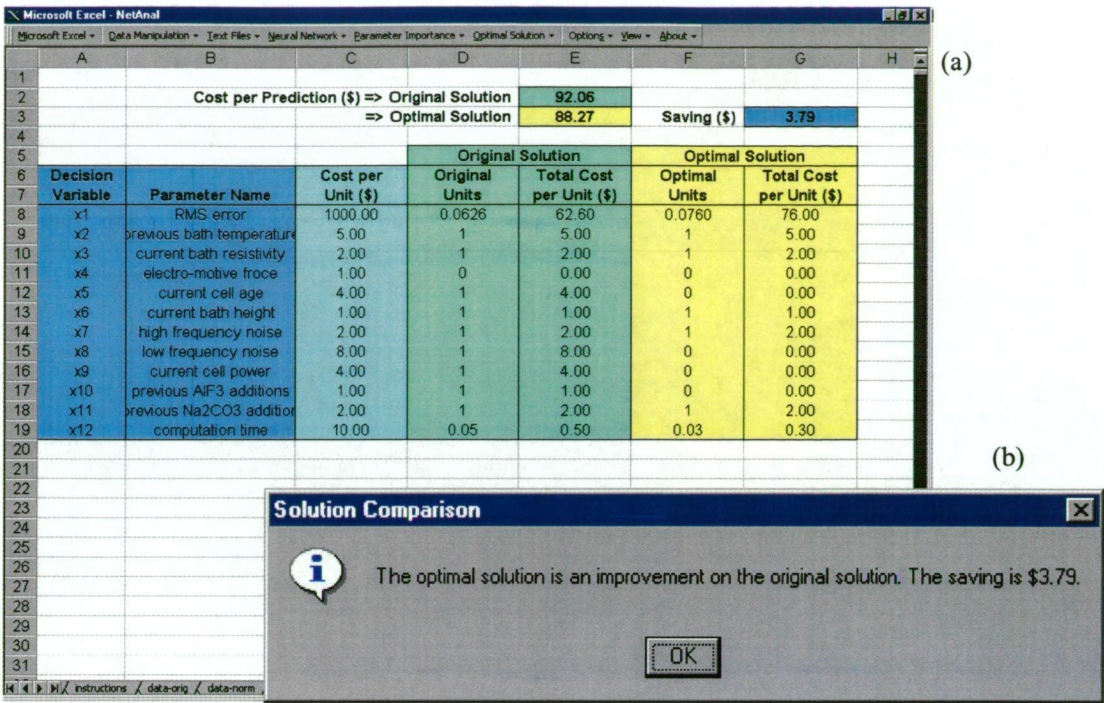 Microsoft Excel - NetAnal
Microsoft Excel Data Manipulation Text Files Neural Network Parameter Importance Optimal Solution Options View About
(a)
A B C D E F G H
1
2 Cost per Prediction ($) => Original Solution 92.06
3 => Optimal Solution 88.27 Saving ($) 3.79
4
5 Original Solution Optimal Solution
6 Decision Cost per Original Total Cost Optimal Total Cost
7 Variable Parameter Name Unit ($) Units per Unit ($) Units per Unit ($)
8 x1 RMS error 1000.00 0.0626 62.60 0.0760 76.00
9 x2 previous bath temperature 5.00 1 5.00 1 5.00
10 x3 current bath resistivity 2.00 1 2.00 1 2.00
11 x4 electro-motive froce 1.00 0 0.00 0 0.00
12 x5 current cell age 4.00 1 4.00 0 0.00
13 x6 current bath height 1.00 1 1.00 1 1.00
14 x7 high frequency noise 2.00 1 2.00 1 2.00
15 x8 low frequency noise 8.00 1 8.00 0 0.00
16 x9 current cell power 4.00 1 4.00 0 0.00
17 x10 previous AlF3 additions 1.00 1 1.00 0 0.00
18 x11 previous Na2CO3 addition 2.00 1 2.00 1 2.00
19 x12 computation time 10.00 0.05 0.50 0.03 0.30
20
21
22
23
24
25
26
27
28
29
30
31
instructions / data-orig / data-norm
(b)
Solution Comparison
The optimal solution is an improvement on the original solution. The saving is $3.79.
OK